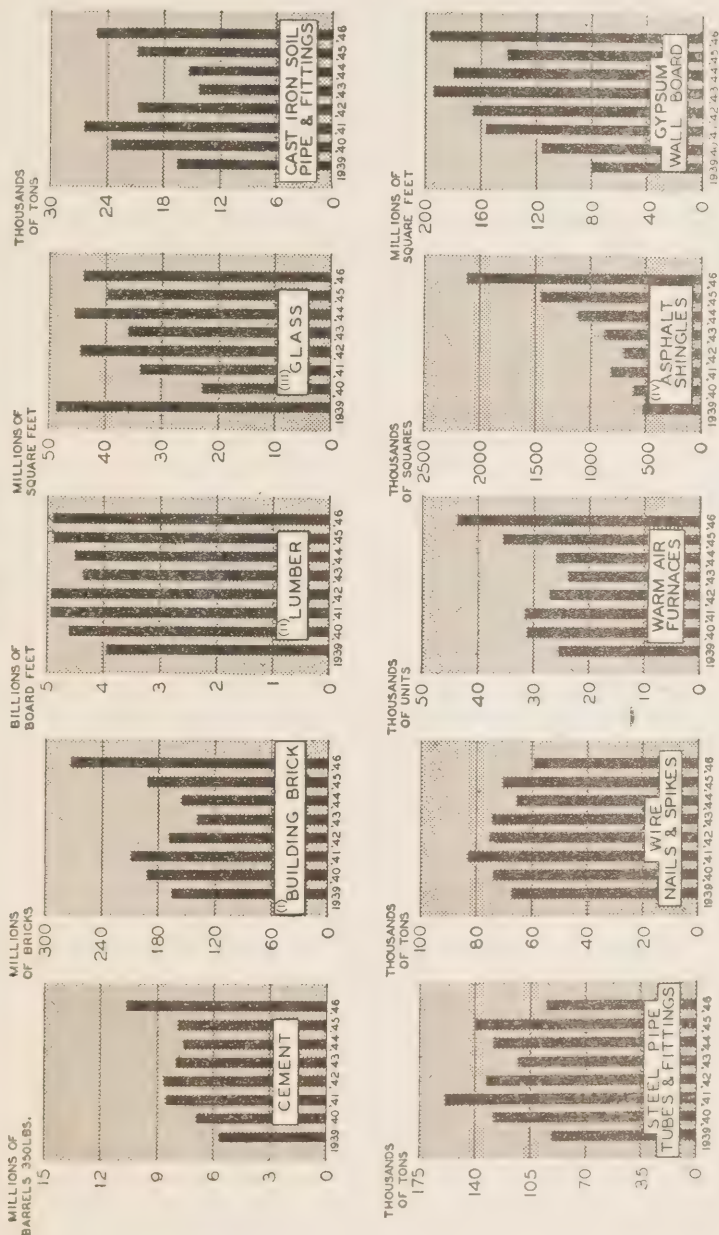 MILLIONS OF
BARRELS 350LBS.
15
12
9
6
3
0
CEMENT
1939 '40 '41 '42 '43 '44 '45 '46
MILLIONS
OF BRICKS
300
240
180
120
60
0
(I)
BUILDING BRICK
1939 '40 '41 '42 '43 '44 '45 '46
BILLIONS OF
BOARD FEET
5
4
3
2
1
0
(II)
LUMBER
1939 '40 '41 '42 '43 '44 '45 '46
MILLIONS OF
SQUARE FEET
50
40
30
20
10
0
(III)
GLASS
1939 '40 '41 '42 '43 '44 '45 '46
THOUSANDS
OF TONS
30
24
18
12
6
0
CAST IRON SOIL
PIPE & FITTINGS
1939 '40 '41 '42 '43 '44 '45 '46
THOUSANDS
OF TONS
175
140
105
70
35
0
STEEL PIPE
TUBES & FITTINGS
1939 '40 '41 '42 '43 '44 '45 '46
THOUSANDS
OF TONS
100
80
60
40
20
0
WIRE
NAILS & SPIKES
1939 '40 '41 '42 '43 '44 '45 '46
THOUSANDS
OF UNITS
50
40
30
20
10
0
WARM AIR
FURNACES
1939 '40 '41 '42 '43 '44 '45 '46
THOUSANDS
OF SQUARES
2500
2000
1500
1000
500
0
(IV)
ASPHALT
SHINGLES
1939 '40 '41 '42 '43 '44 '45 '46
MILLIONS OF
SQUARE FEET
200
160
120
80
40
0
GYPSUM
WALL BOARD
1939 '40 '41 '42 '43 '44 '45 '46